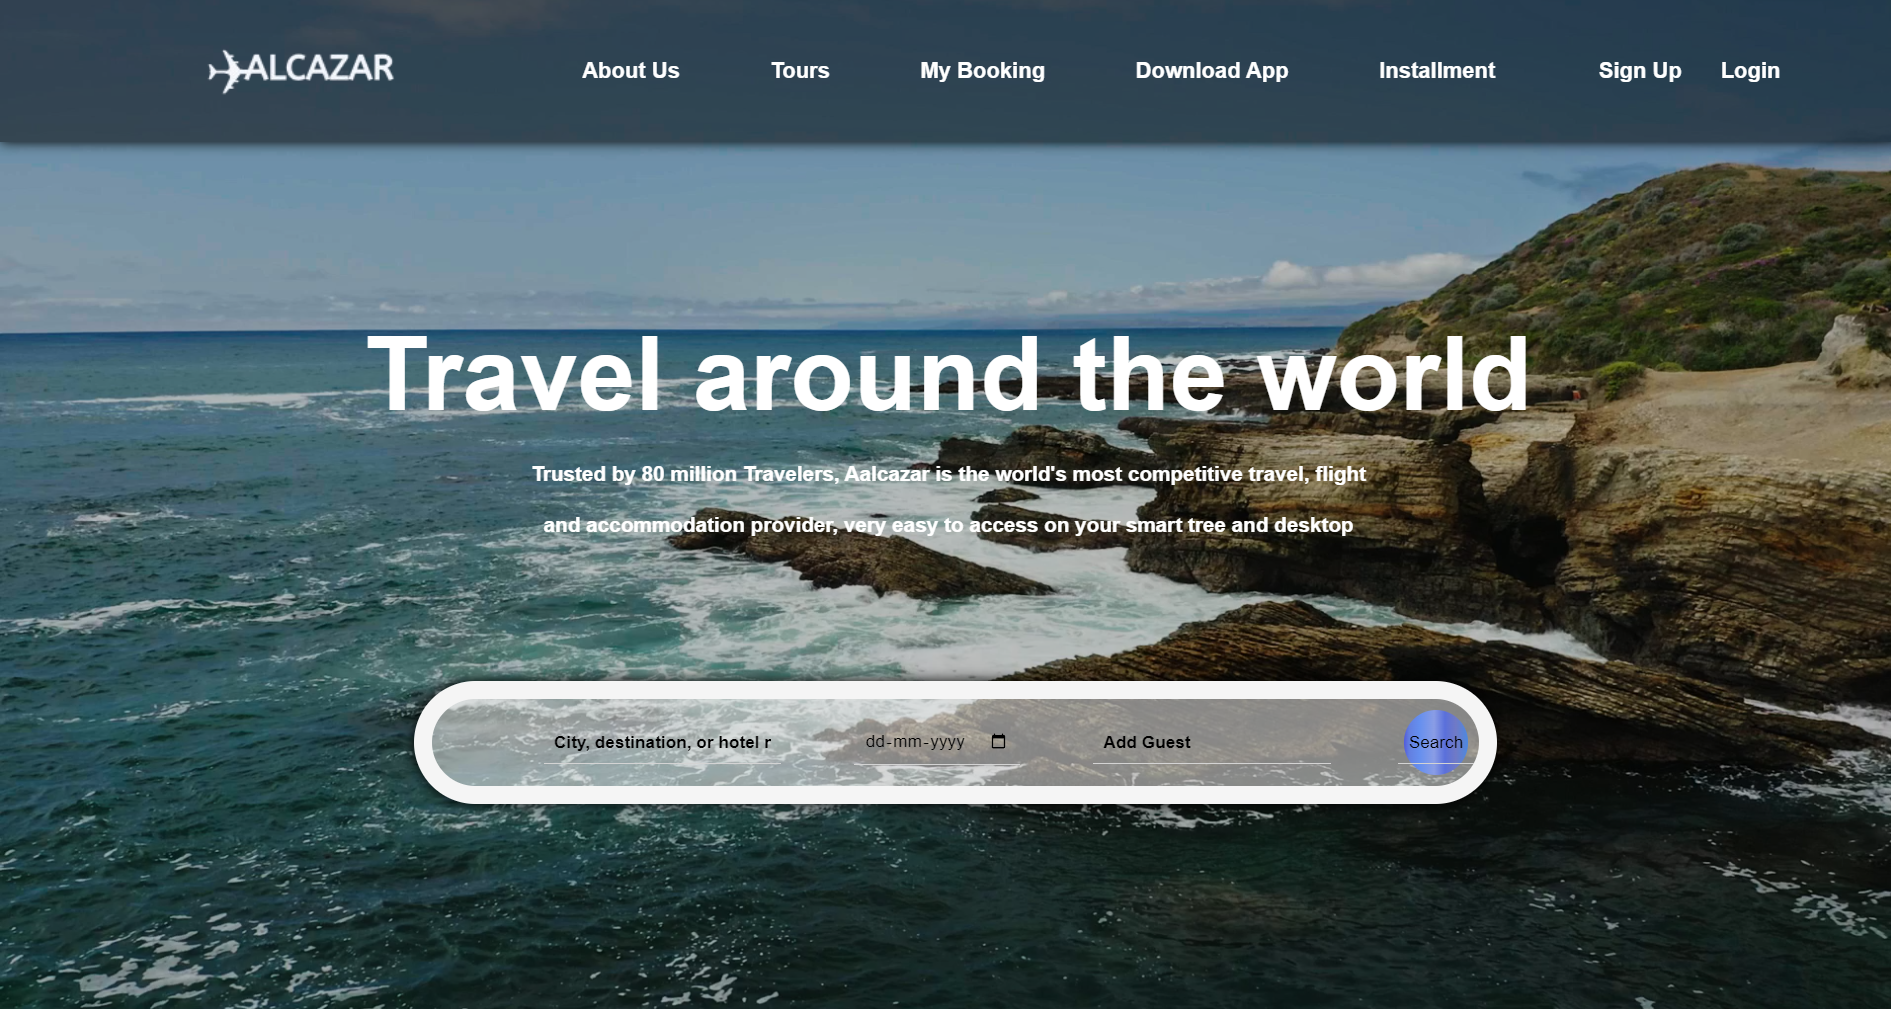 ALCAZAR
About Us
Tours
My Booking
Download App
Installment
Sign Up
Login
Travel around the world
Trusted by 80 million Travelers, Aalcazar is the world's most competitive travel, flight
and accommodation provider, very easy to access on your smart tree and desktop
City, destination, or hotel r
dd-mm-yyyy
Add Guest
Search